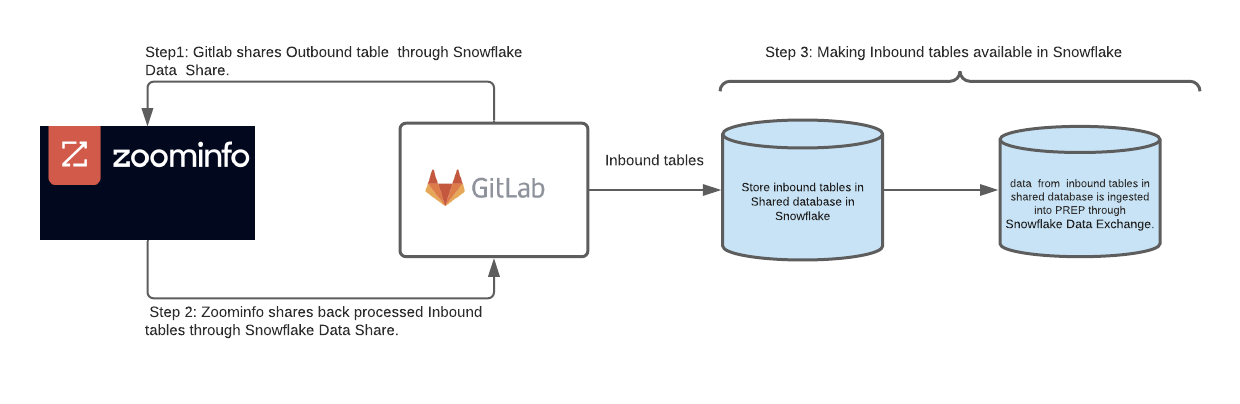 Step1: Gitlab shares Outbound table through Snowflake
Data Share.
Step 3: Making Inbound tables available in Snowflake
zoominfo
GitLab
Inbound tables
Store inbound tables in
Shared database in
Snowflake
data from inbound tables in
shared database is ingested
into PREP through
Snowflake Data Exchange.
Step 2: Zoominfo shares back processed Inbound
tables through Snowflake Data Share.